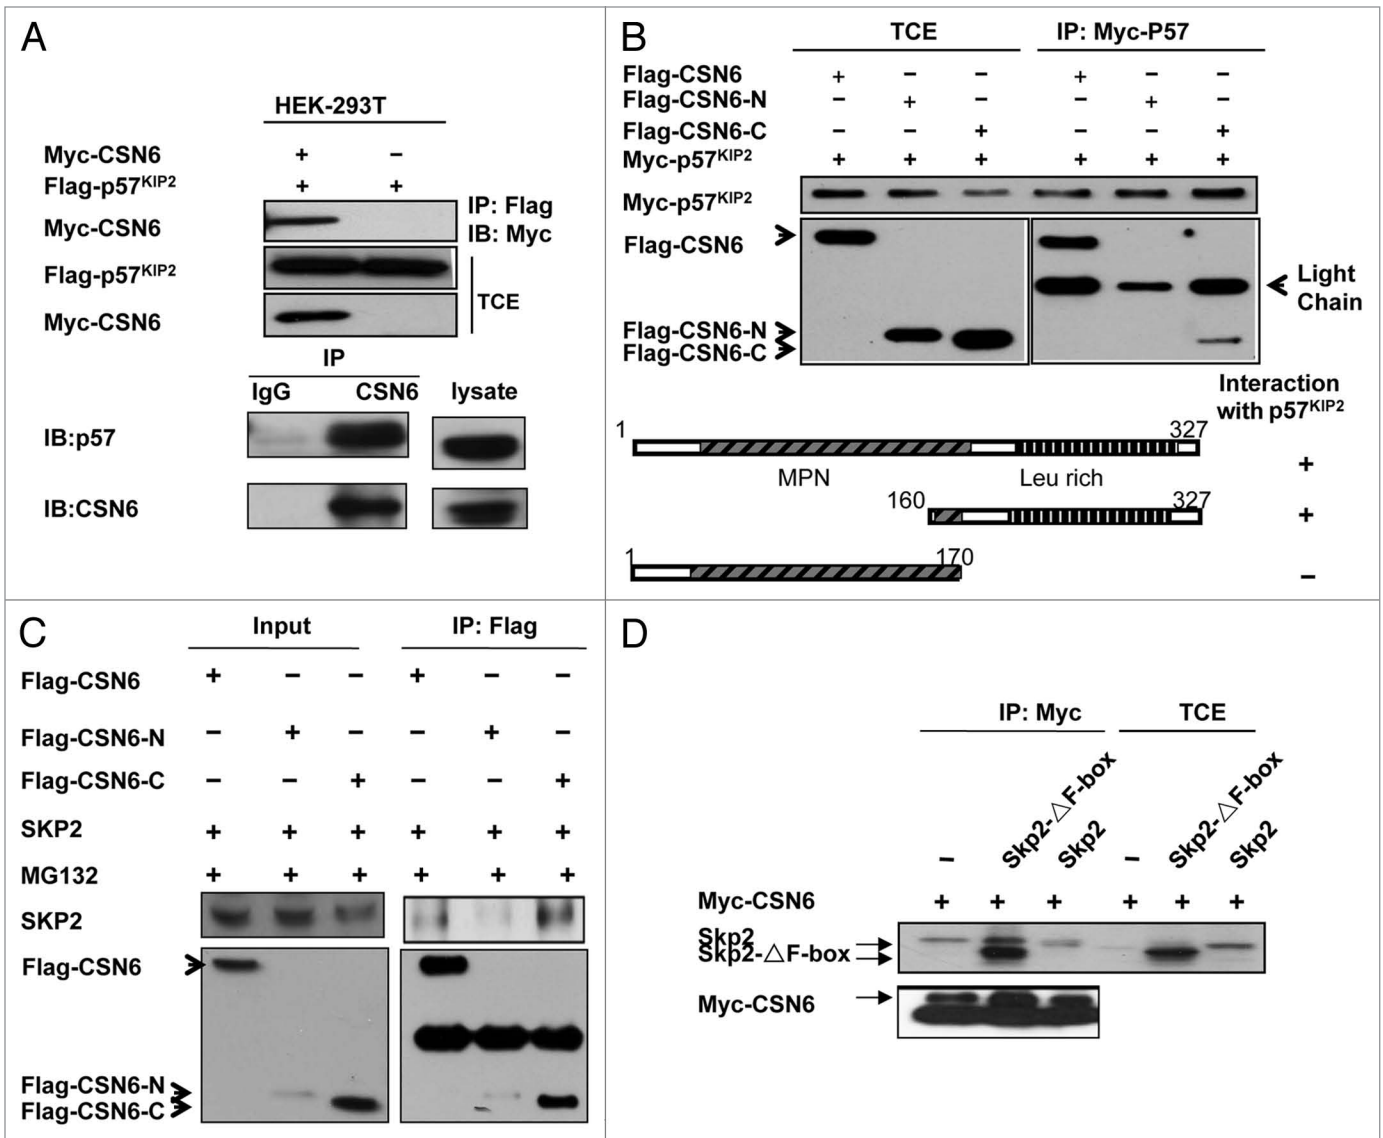 A
HEK-293T
Myc-CSN6 + –
Flag-p57KIP2 + +
Myc-CSN6
IP: Flag
IB: Myc
Flag-p57KIP2
TCE
Myc-CSN6
IP
IgG CSN6 lysate
IB:p57
IB:CSN6
B
TCE IP: Myc-P57
Flag-CSN6 + – – + – –
Flag-CSN6-N – + – – + –
Flag-CSN6-C – – + – – +
Myc-p57KIP2 + + + + + +
Myc-p57KIP2
Flag-CSN6
Light
Chain
Flag-CSN6-N
Flag-CSN6-C
Interaction
with p57KIP2
1 327
+
MPN Leu rich
160 327
+
1 170
–
C
Input IP: Flag
Flag-CSN6 + – – + – –
Flag-CSN6-N – + – – + –
Flag-CSN6-C – – + – – +
SKP2 + + + + + +
MG132 + + + + + +
SKP2
Flag-CSN6
Flag-CSN6-N
Flag-CSN6-C
D
IP: Myc TCE
– Skp2-△F-box Skp2 – Skp2-△F-box Skp2
Myc-CSN6 + + + + + +
Skp2
Skp2-△F-box
Myc-CSN6